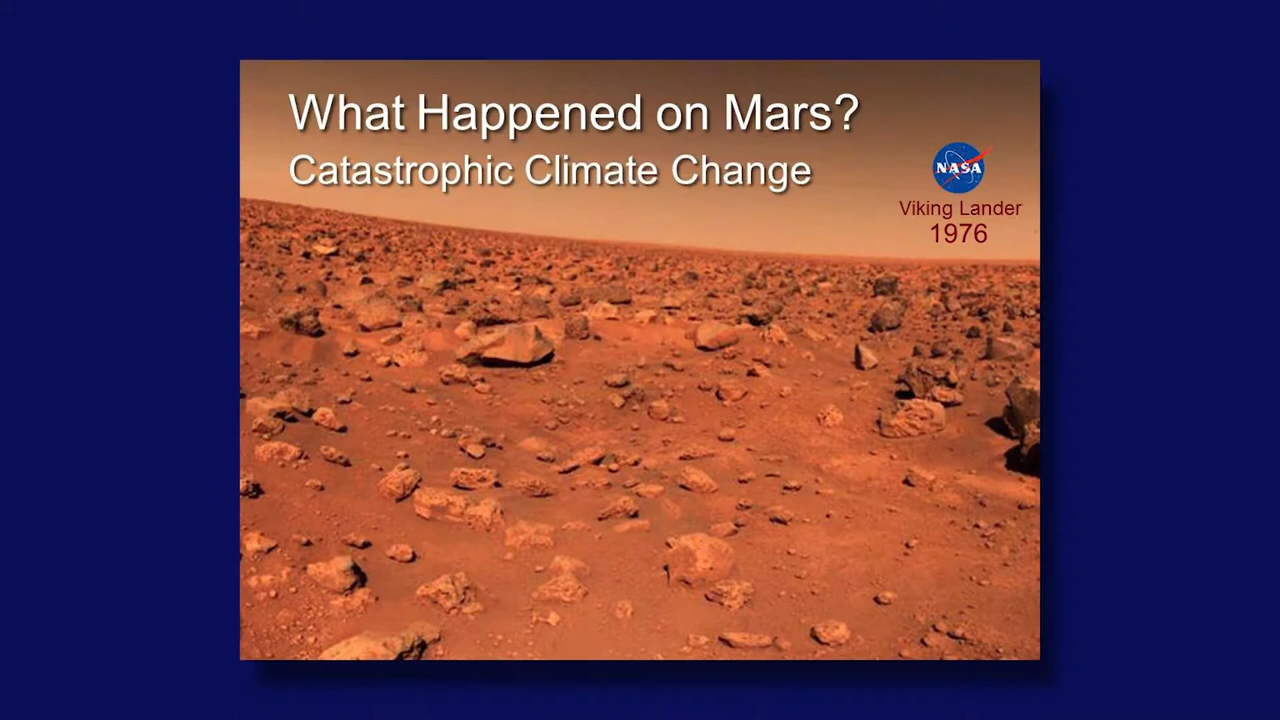 What Happened on Mars?
Catastrophic Climate Change
NASA
Viking Lander
1976